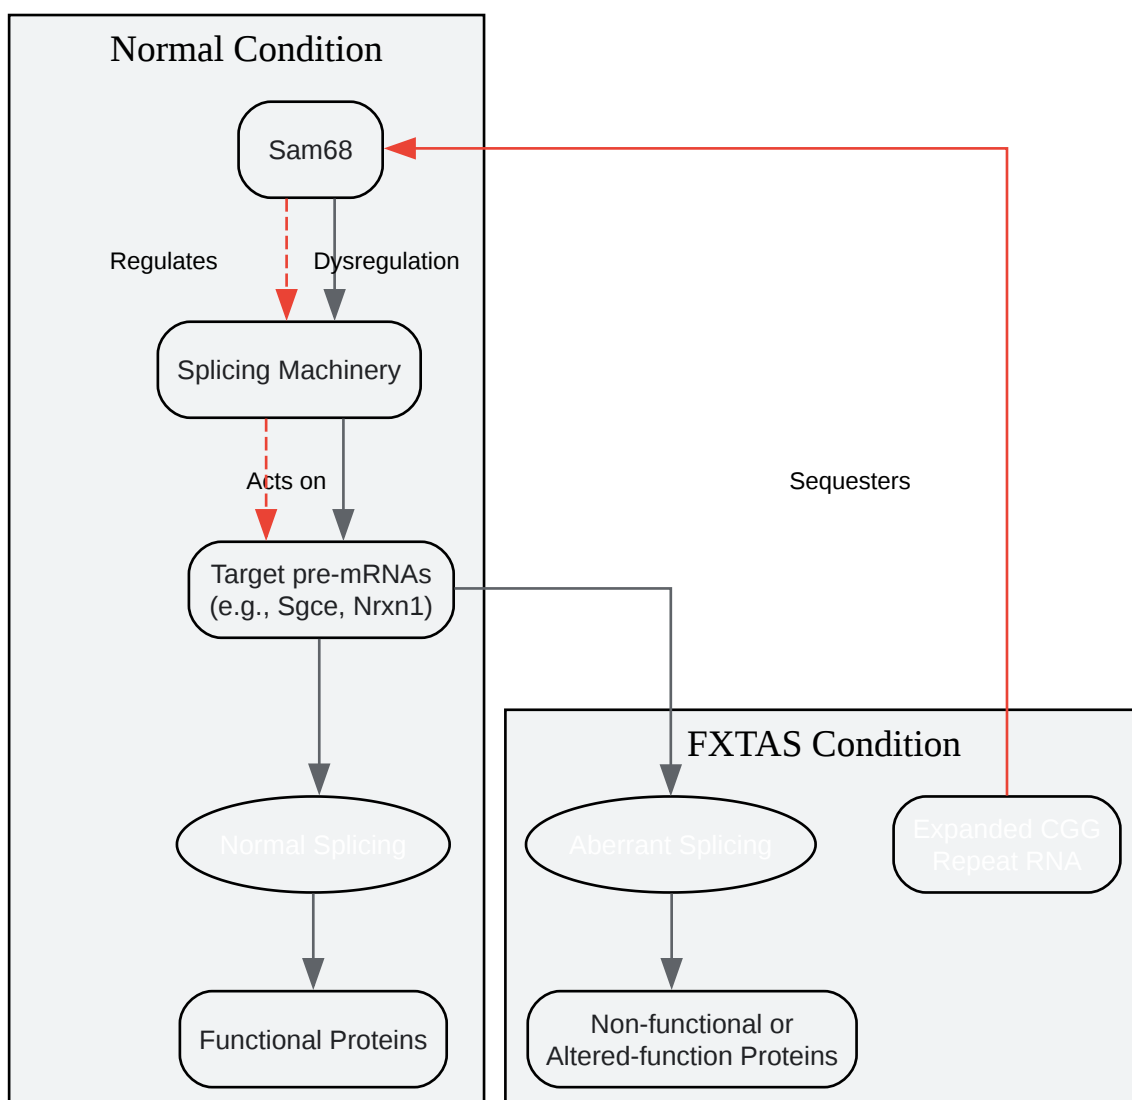 Normal Condition
Sam68
Regulates
Dysregulation
Splicing Machinery
Acts on
Sequesters
Target pre-mRNAs
(e.g., Sgce, Nrxn1)
FXTAS Condition
Normal Splicing
Aberrant Splicing
Expanded CGG
Repeat RNA
Functional Proteins
Non-functional or
Altered-function Proteins